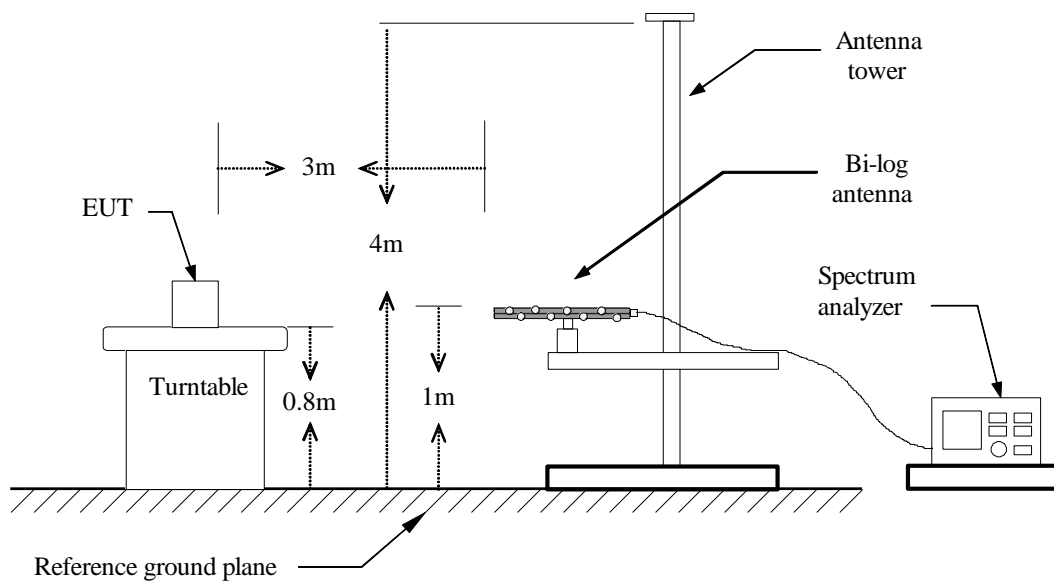 Antenna
tower
3m
Bi-log
antenna
EUT
4m
Spectrum
analyzer
Turntable
0.8m
1m
Reference ground plane